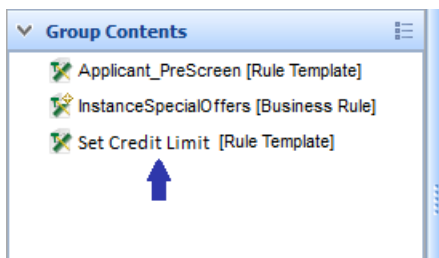 Group Contents
Applicant_PreScreen [Rule Template]
InstanceSpecialOffers [Business Rule]
Set Credit Limit [Rule Template]